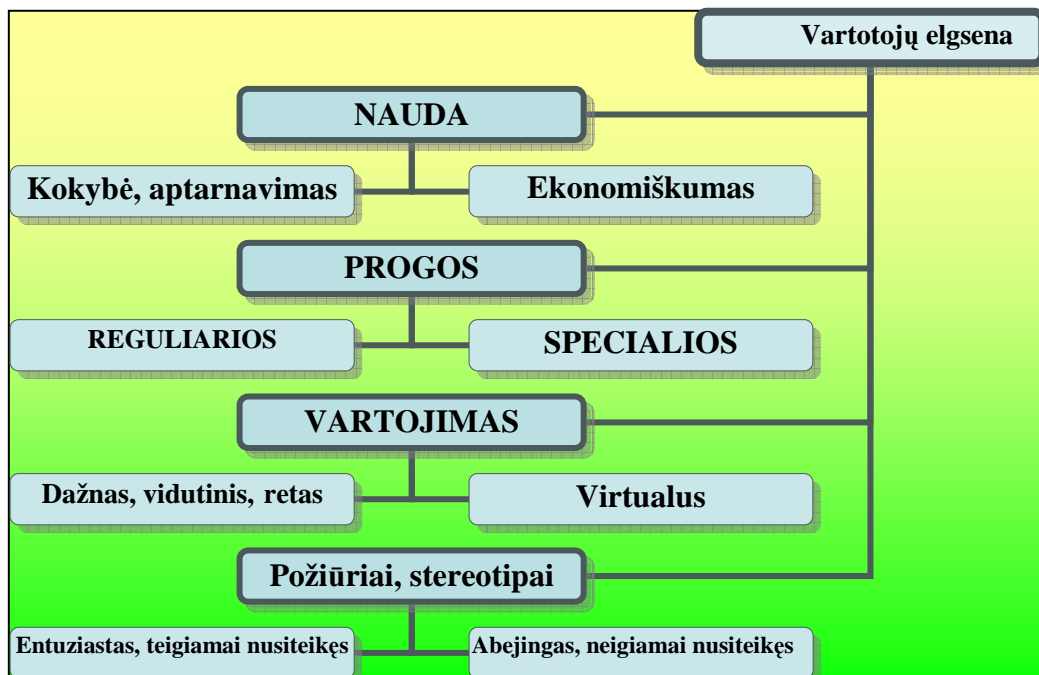 Vartotojų elgsena
NAUDA
Kokybė, aptarnavimas
Ekonomiškumas
PROGOS
REGULIARIOS
SPECIALIOS
VARTOJIMAS
Dažnas, vidutinis, retas
Virtualus
Požiūriai, stereotipai
Entuziastas, teigiamai nusiteikęs
Abejingas, neigiamai nusiteikęs